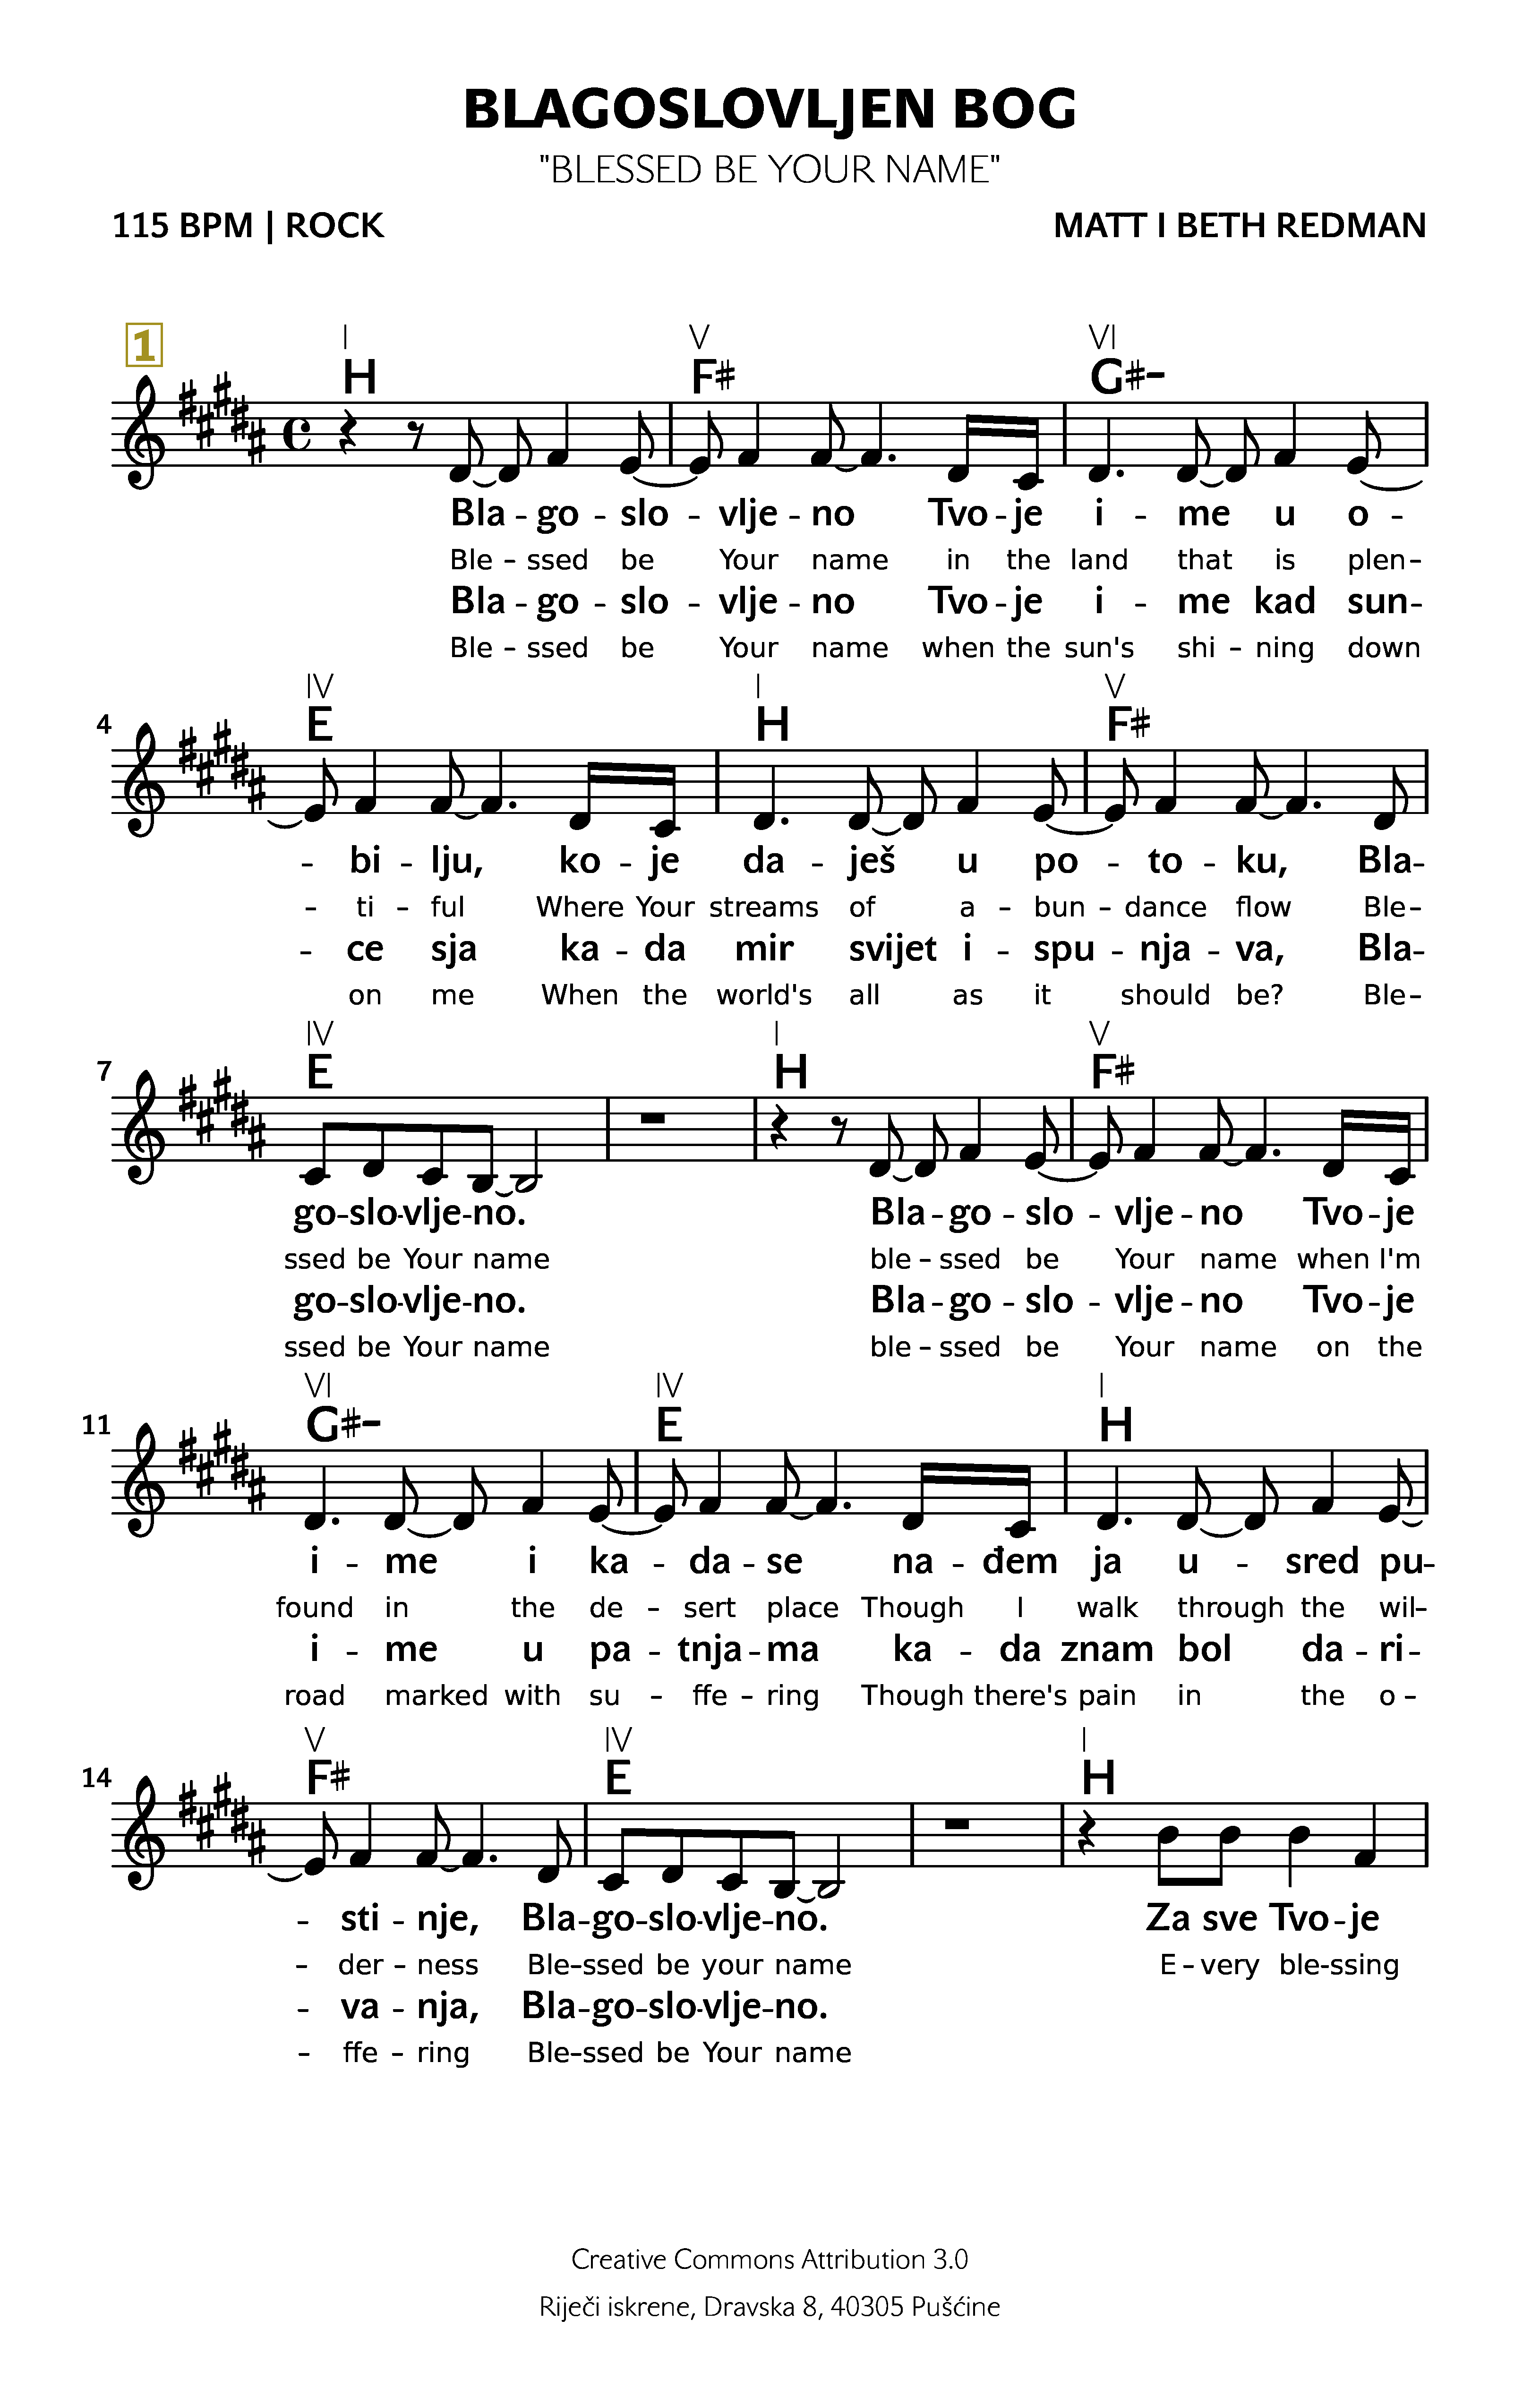 BLAGOSLOVLJEN BOG
"BLESSED BE YOUR NAME"
115 BPM | ROCK
MATT I BETH REDMAN
1
I V VI
H F♯ G♯–
Bla - go - slo - vlje - no Tvo - je i - me u o -
Ble - ssed be Your name in the land that is plen-
Bla - go - slo - vlje - no Tvo - je i - me kad sun-
Ble - ssed be Your name when the sun's shi - ning down
IV I V
4 E H F♯
- bi - lju, ko - je da - ješ u po - to - ku, Bla-
- ti - ful Where Your streams of a - bun - dance flow Ble-
- ce sja ka - da mir svijet i - spu - nja - va, Bla-
on me When the world's all as it should be? Ble-
IV I V
7 E H F♯
go-slo-vlje-no. Bla - go - slo - vlje - no Tvo - je
ssed be Your name ble - ssed be Your name when I'm
go-slo-vlje-no. Bla - go - slo - vlje - no Tvo - je
ssed be Your name ble - ssed be Your name on the
VI IV I
11 G♯– E H
i - me i ka - da - se na - đem ja u - sred pu-
found in the de - sert place Though I walk through the wil-
i - me u pa - tnja - ma ka - da znam bol da - ri -
road marked with su - ffe - ring Though there's pain in the o -
V IV I
14 F♯ E H
- sti - nje, Bla-go-slo-vlje-no. Za sve Tvo - je
- der - ness Ble-ssed be your name E - very ble-ssing
- va - nja, Bla-go-slo-vlje-no.
- ffe - ring Ble-ssed be Your name
Creative Commons Attribution 3.0
Riječi iskrene, Dravska 8, 40305 Pušćine